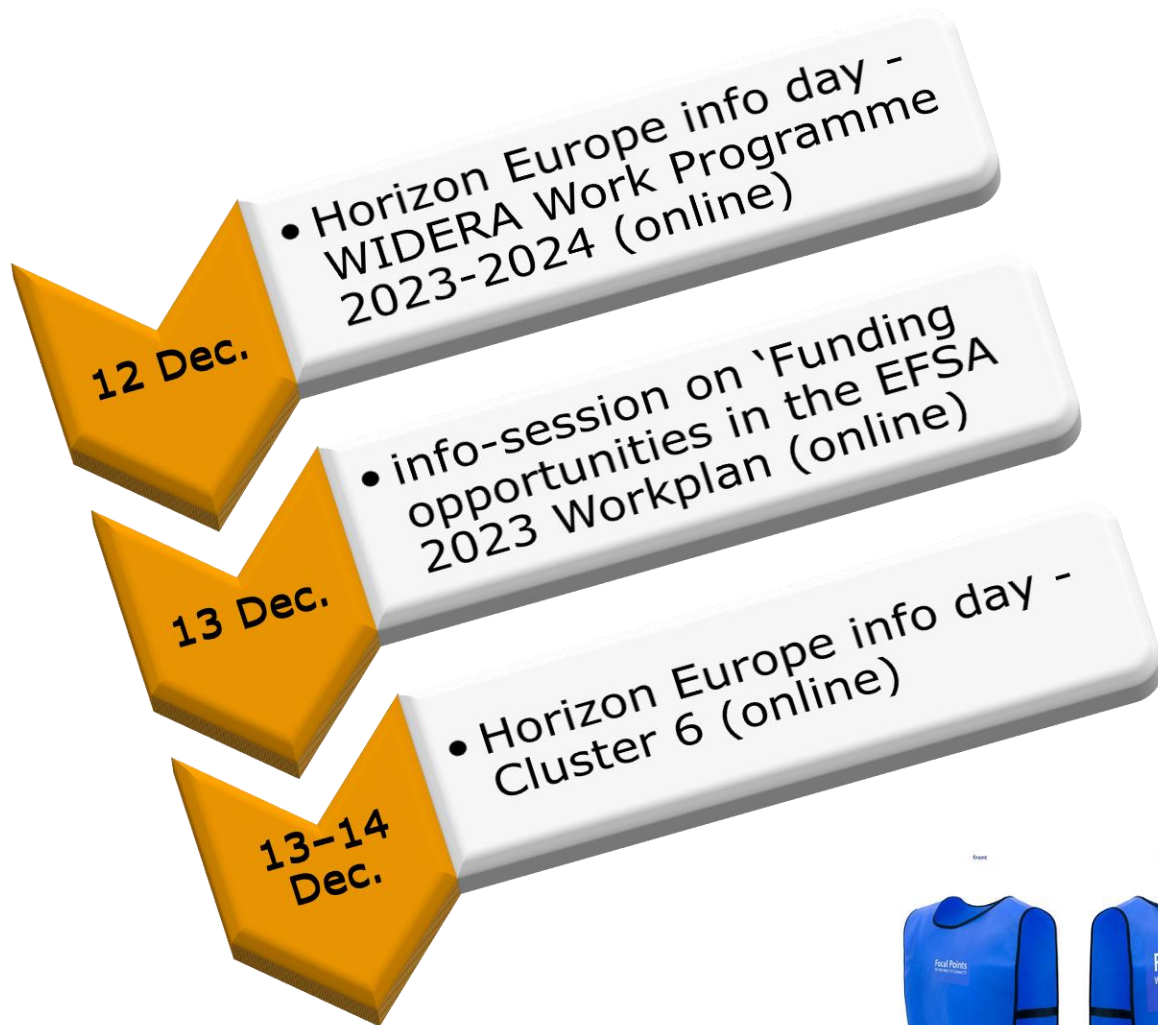 12 Dec.
• Horizon Europe info day -
WIDERA Work Programme
2023-2024 (online)
13 Dec.
• info-session on ‘Funding
opportunities in the EFSA
2023 Workplan (online)
13–14
Dec.
• Horizon Europe info day -
Cluster 6 (online)
front
Focal Points